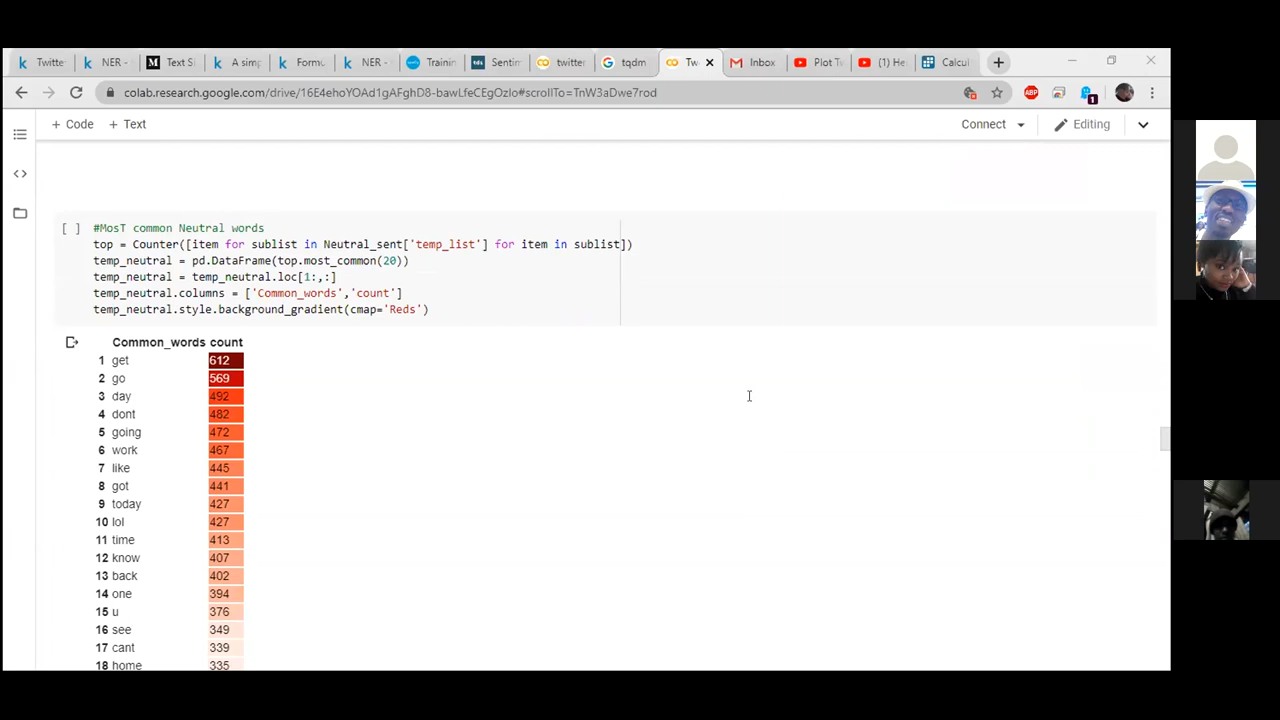 Twitter NER - Text S A simp Formu NER - Trainin Sentim twitter tqdm Tw Inbox Plot Tw (1) He Calcul
colab.research.google.com/drive/16E4ehoYOAd1gAFghD8-bawLfeCEgOzlo#scrollTo=TnW3aDwe7rod
+ Code + Text Connect Editing
[ ] #MosT common Neutral words
top = Counter([item for sublist in Neutral_sent['temp_list'] for item in sublist])
temp_neutral = pd.DataFrame(top.most_common(20))
temp_neutral = temp_neutral.loc[1:,:]
temp_neutral.columns = ['Common_words','count']
temp_neutral.style.background_gradient(cmap='Reds')
Common_words count
1 get 612
2 go 569
3 day 492
4 dont 482
5 going 472
6 work 467
7 like 445
8 got 441
9 today 427
10 lol 427
11 time 413
12 know 407
13 back 402
14 one 394
15 u 376
16 see 349
17 cant 339
18 home 335